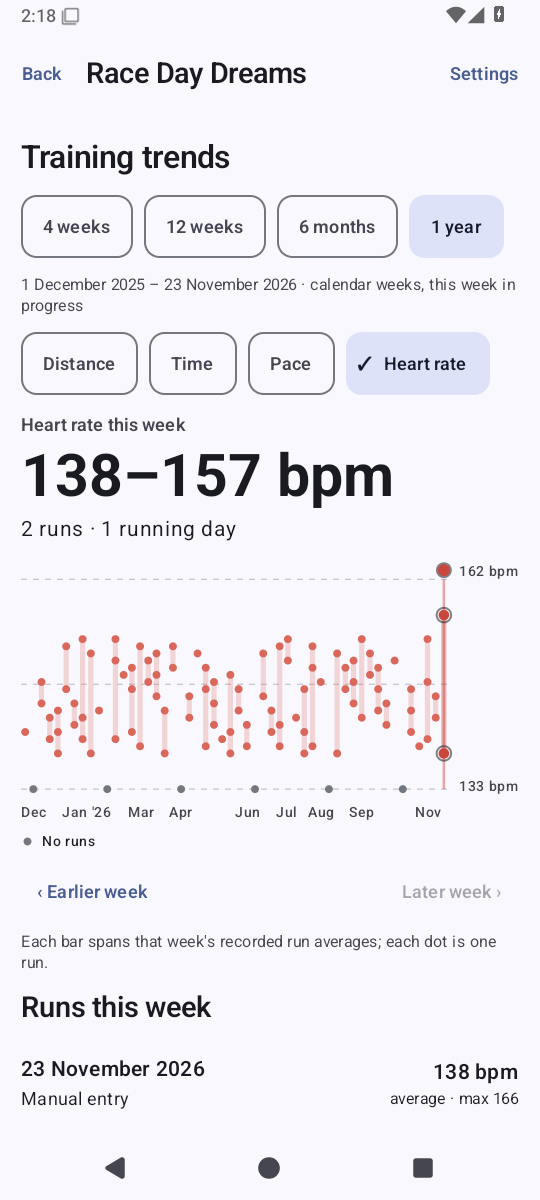 2:18
Back Race Day Dreams Settings
Training trends
4 weeks 12 weeks 6 months 1 year
1 December 2025 – 23 November 2026 · calendar weeks, this week in
progress
Distance Time Pace ✓ Heart rate
Heart rate this week
138–157 bpm
2 runs · 1 running day
162 bpm
133 bpm
Dec Jan '26 Mar Apr Jun Jul Aug Sep Nov
No runs
‹ Earlier week Later week ›
Each bar spans that week's recorded run averages; each dot is one
run.
Runs this week
23 November 2026 138 bpm
Manual entry average · max 166